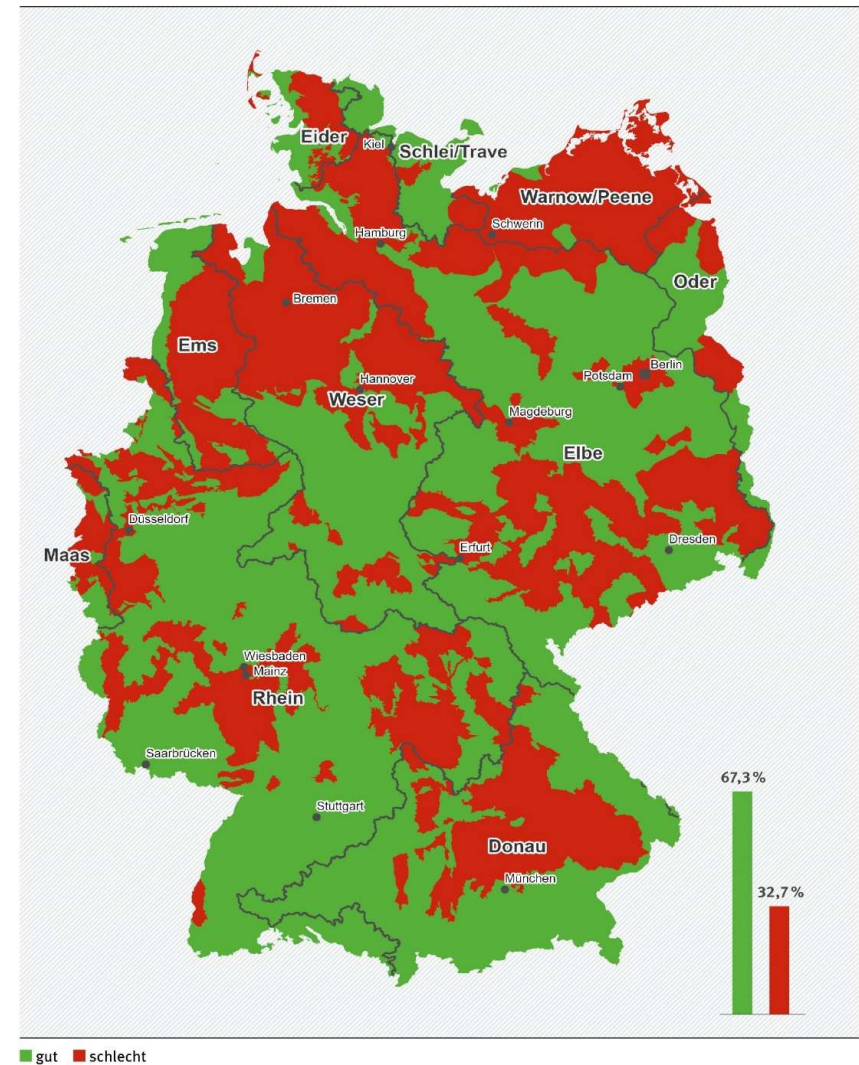 Eider
Kiel
Schlei/Trave
Warnow/Peene
Schwerin
Hamburg
Oder
Bremen
Ems
Berlin
Potsdam
Hannover
Weser
Magdeburg
Elbe
Düsseldorf
Dresden
Erfurt
Maas
Wiesbaden
Mainz
Rhein
Saarbrücken
67,3 %
Stuttgart
Donau
München
32,7 %
gut schlecht